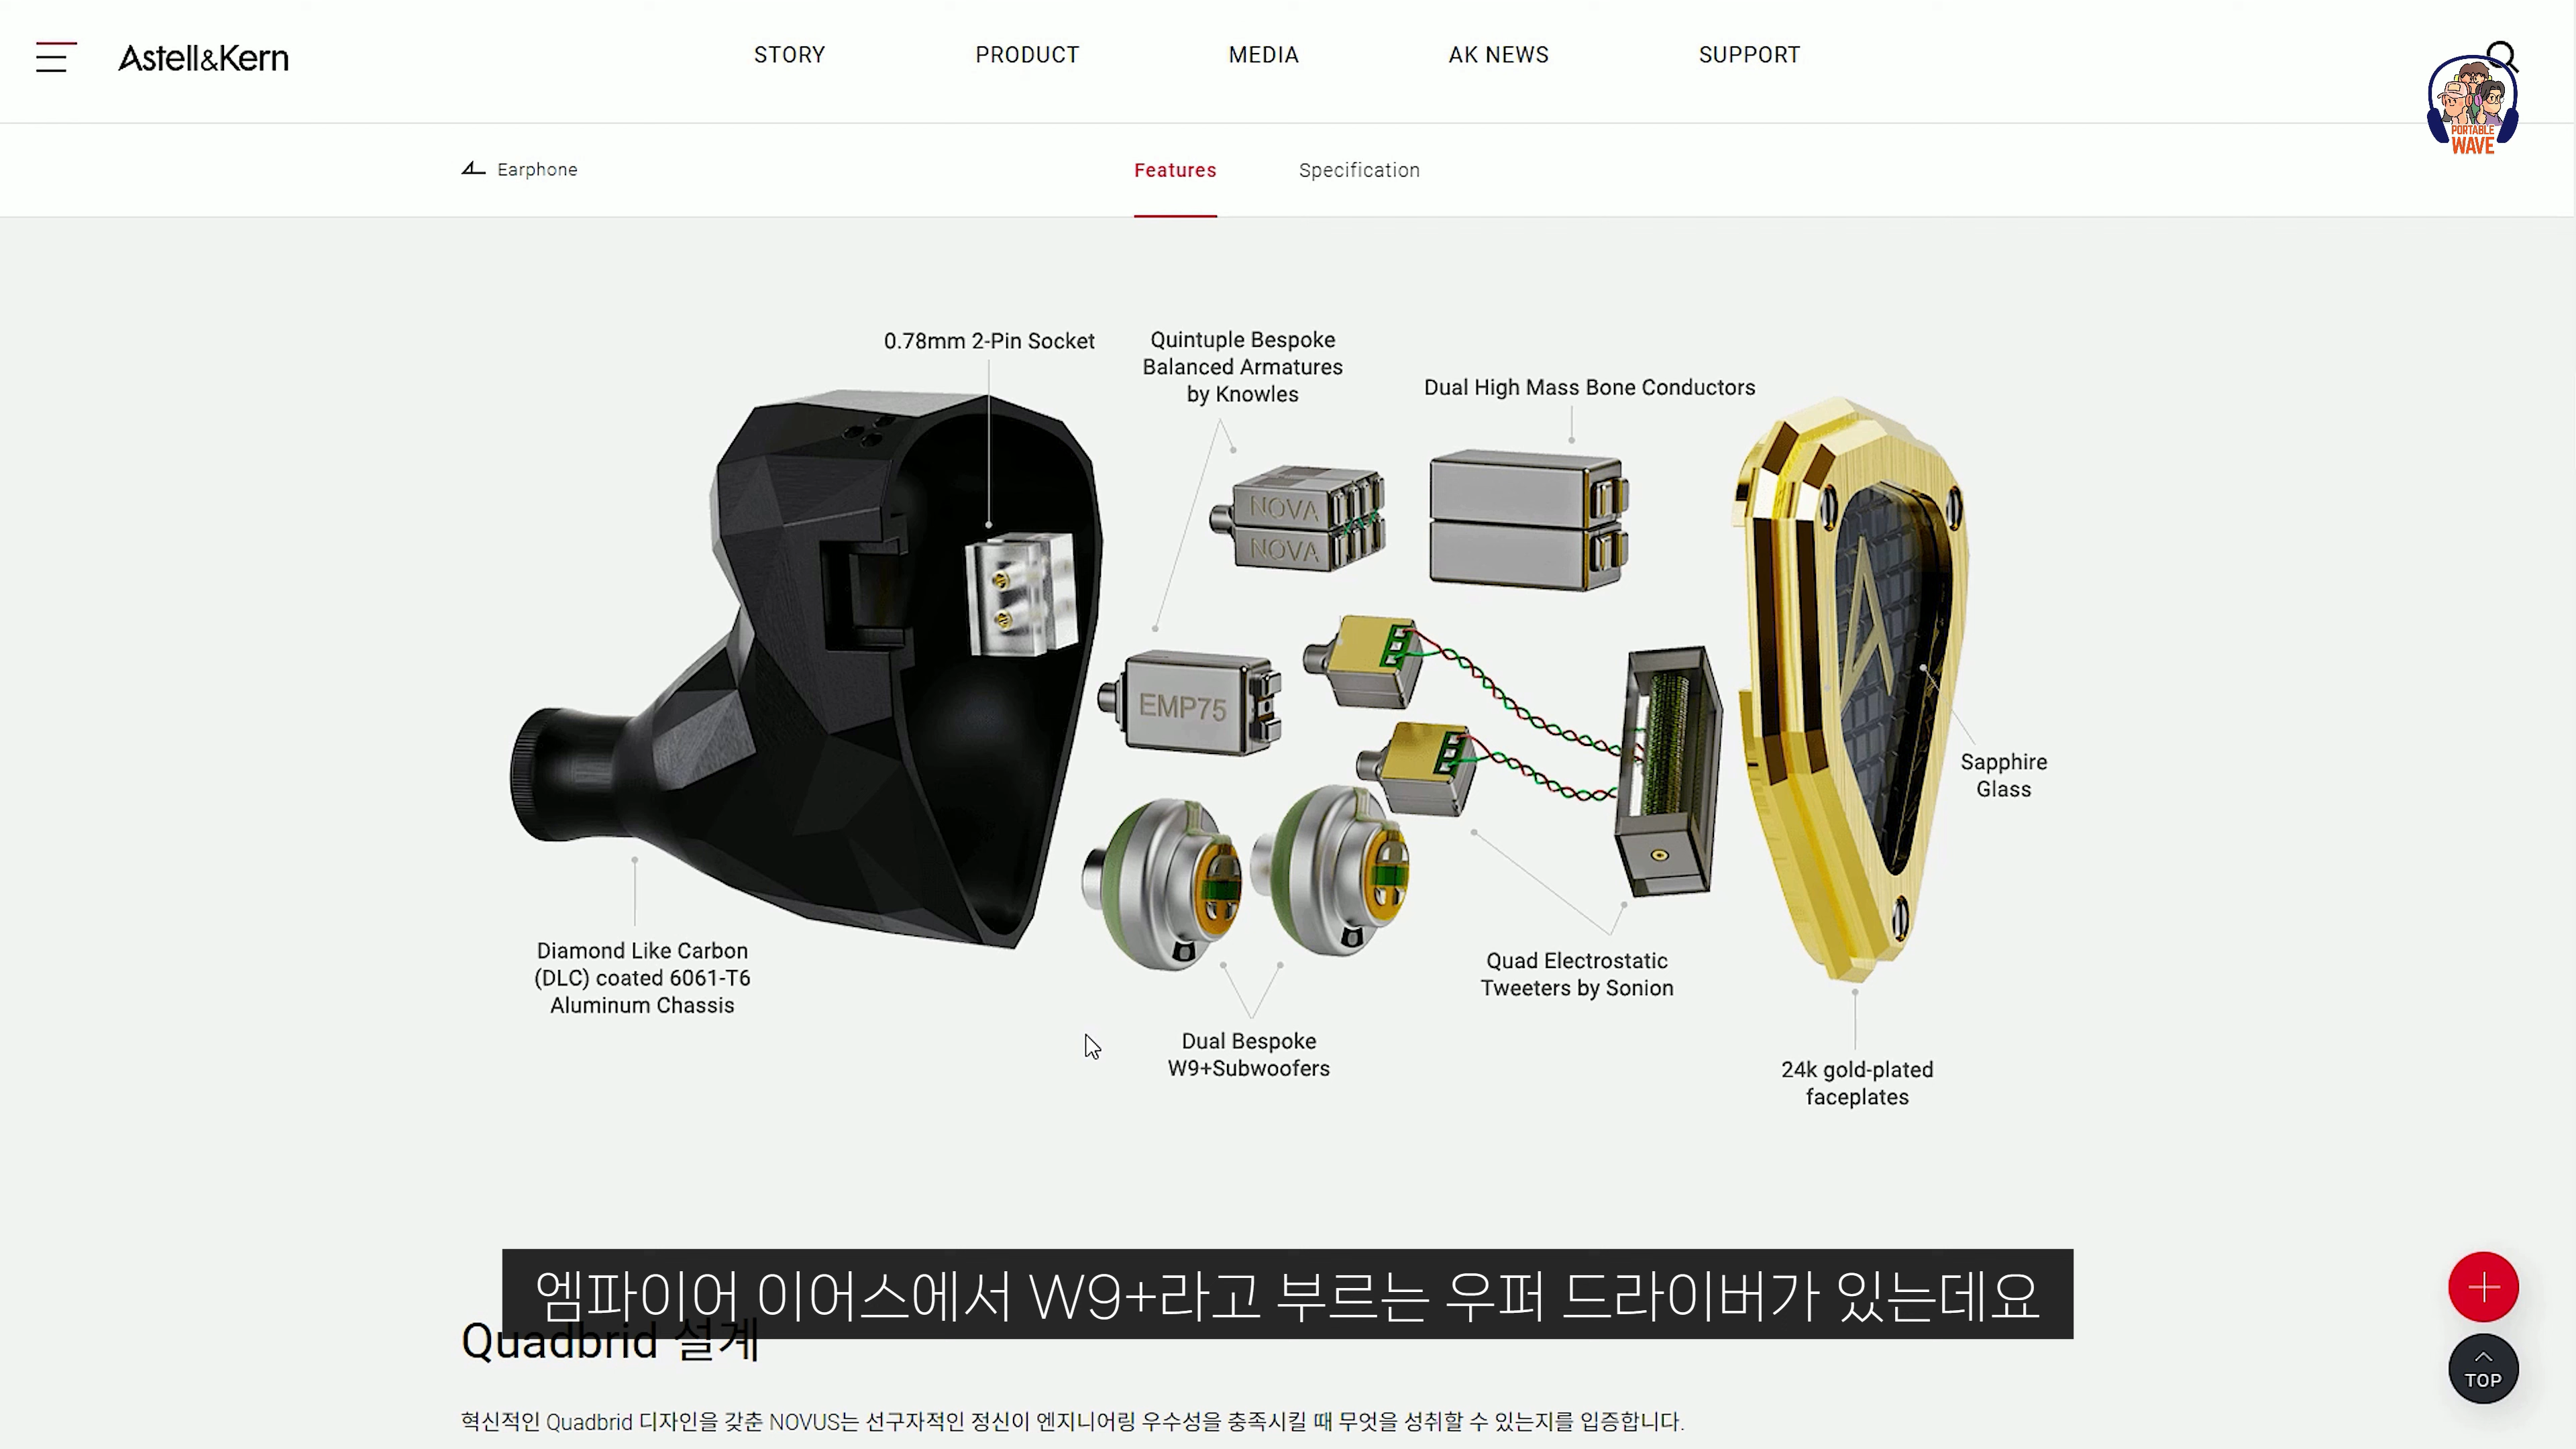 Astell&Kern
STORY
PRODUCT
MEDIA
AK NEWS
SUPPORT
PORTABLE
WAVE
Earphone
Features
Specification
0.78mm 2-Pin Socket
Quintuple Bespoke
Balanced Armatures
by Knowles
Dual High Mass Bone Conductors
NOVA
NOVA
EMP75
A
Sapphire
Glass
Diamond Like Carbon
(DLC) coated 6061-T6
Aluminum Chassis
Quad Electrostatic
Tweeters by Sonion
Dual Bespoke
W9+Subwoofers
24k gold-plated
faceplates
엠파이어 이어스에서 W9+라고 부르는 우퍼 드라이버가 있는데요
Quadbrid 설계
TOP
혁신적인 Quadbrid 디자인을 갖춘 NOVUS는 선구자적인 정신이 엔지니어링 우수성을 충족시킬 때 무엇을 성취할 수 있는지를 입증합니다.